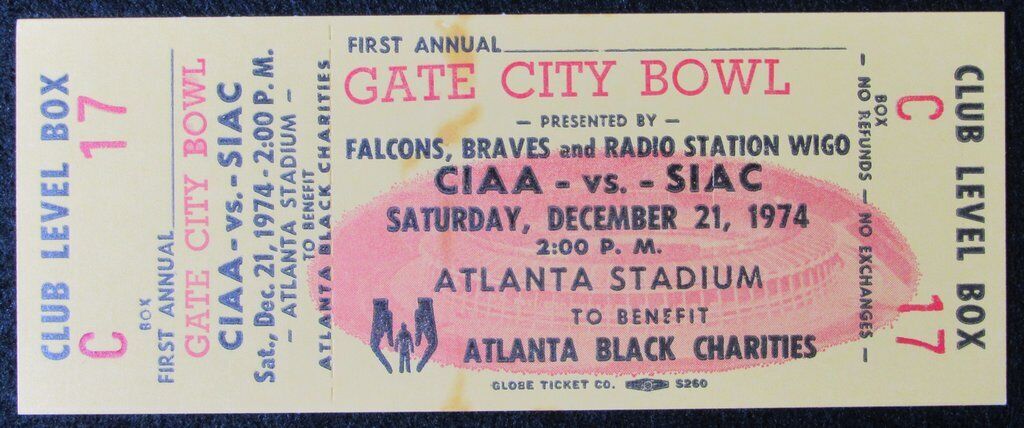 CLUB LEVEL BOX
C 17
BOX
FIRST ANNUAL
GATE CITY BOWL
CIAA - vs. - SIAC
Sat., Dec. 21, 1974 - 2:00 P. M.
— ATLANTA STADIUM —
TO BENEFIT
ATLANTA BLACK CHARITIES
FIRST ANNUAL
GATE CITY BOWL
— PRESENTED BY —
FALCONS, BRAVES and RADIO STATION WIGO
CIAA - vs. - SIAC
SATURDAY, DECEMBER 21, 1974
2:00 P. M.
ATLANTA STADIUM
TO BENEFIT
ATLANTA BLACK CHARITIES
GLOBE TICKET CO. S260
— NO REFUNDS — NO EXCHANGES —
BOX
C 17
CLUB LEVEL BOX